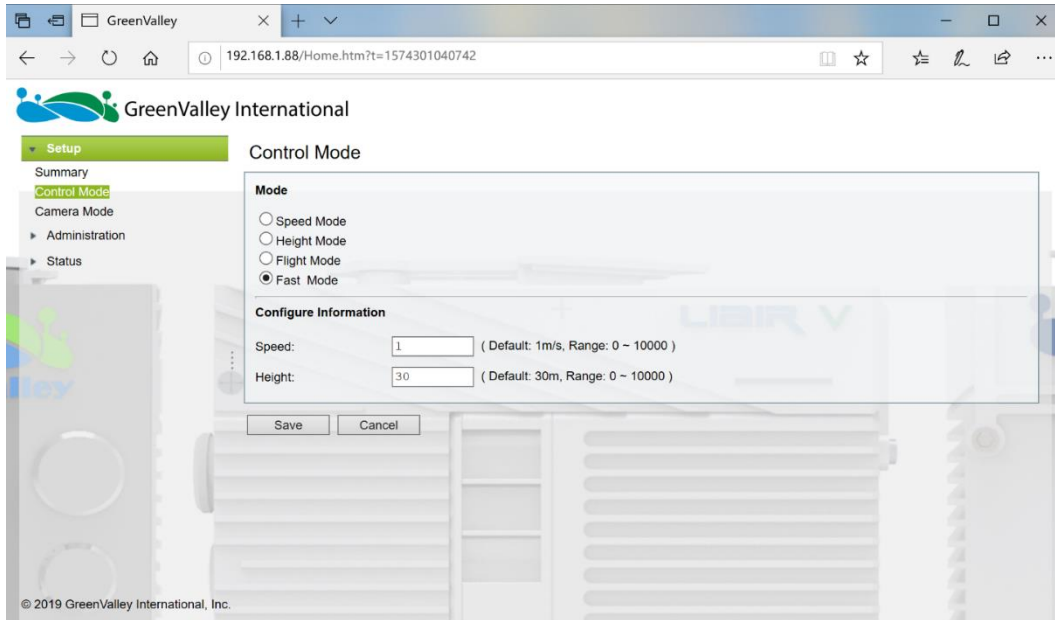 GreenValley
192.168.1.88/Home.htm?t=1574301040742
GreenValley International
Setup
Summary
Control Mode
Camera Mode
Administration
Status
Control Mode
Mode
Speed Mode
Height Mode
Flight Mode
Fast Mode
Configure Information
Speed: 1 ( Default: 1m/s, Range: 0 ~ 10000 )
Height: 30 ( Default: 30m, Range: 0 ~ 10000 )
Save Cancel
LIBIR V
lley
© 2019 GreenValley International, Inc.